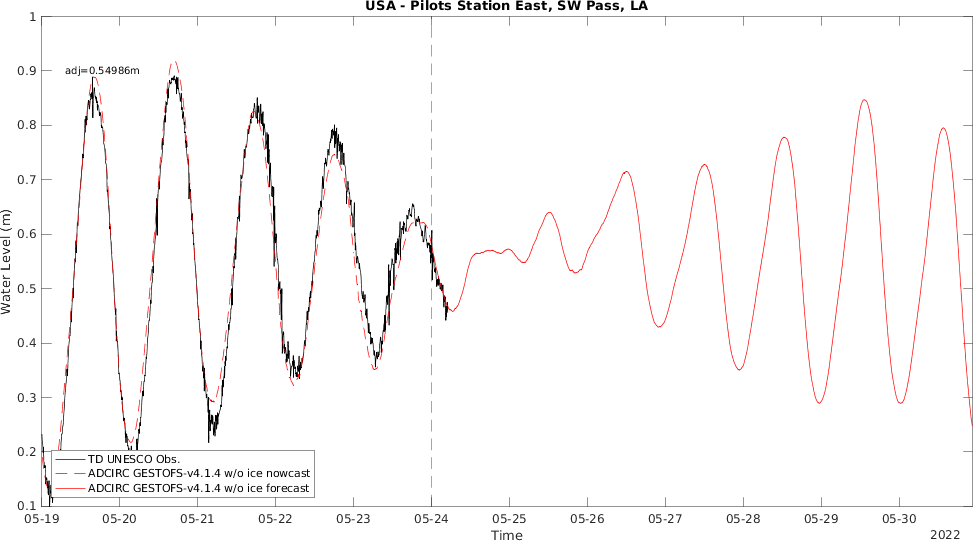 USA - Pilots Station East, SW Pass, LA
1
adj=0.54986m
0.9
0.8
0.7
0.6
Water Level (m)
0.5
0.4
0.3
0.2
0.1
TD UNESCO Obs.
ADCIRC GESTOFS-v4.1.4 w/o ice nowcast
ADCIRC GESTOFS-v4.1.4 w/o ice forecast
05-19 05-20 05-21 05-22 05-23 05-24 05-25 05-26 05-27 05-28 05-29 05-30
Time
2022